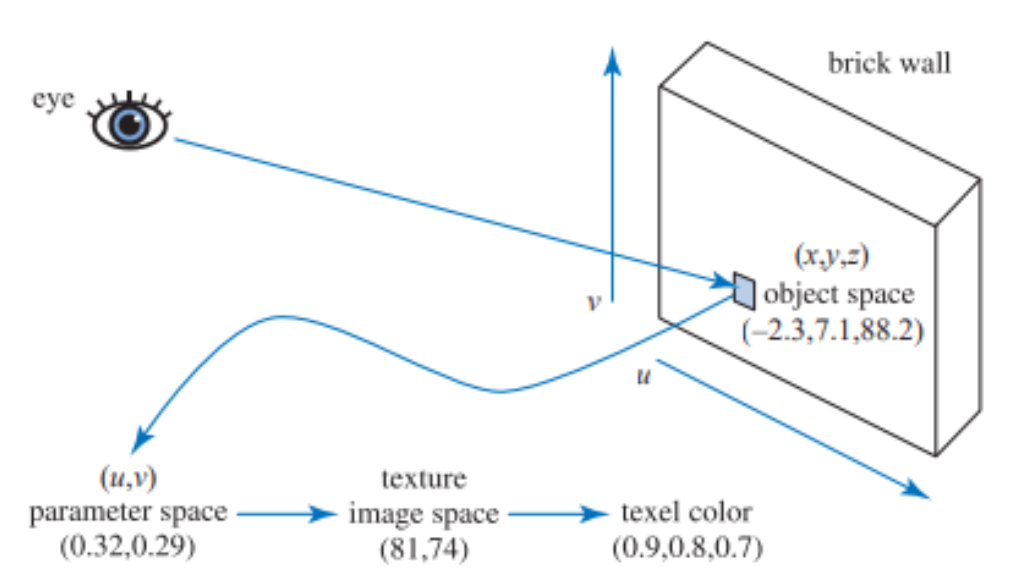 brick wall
eye
(x,y,z)
object space
(–2.3,7.1,88.2)
v
u
(u,v)
parameter space
(0.32,0.29)
texture
image space
(81,74)
texel color
(0.9,0.8,0.7)